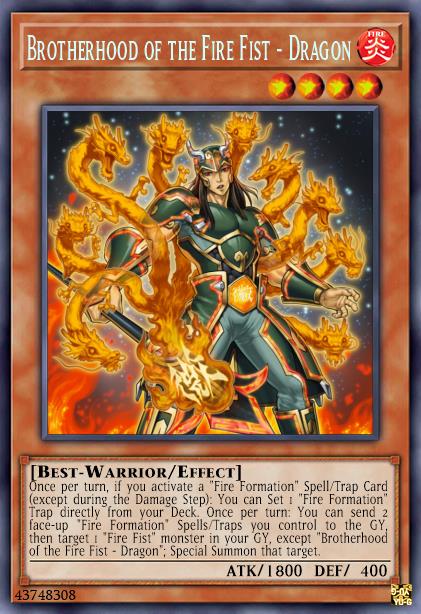 Brotherhood of the Fire Fist - Dragon
FIRE
炎
[Best-Warrior/Effect]
Once per turn, if you activate a "Fire Formation" Spell/Trap Card
(except during the Damage Step): You can Set 1 "Fire Formation"
Trap directly from your Deck. Once per turn: You can send 2
face-up "Fire Formation" Spells/Traps you control to the GY,
then target 1 "Fire Fist" monster in your GY, except "Brotherhood
of the Fire Fist - Dragon"; Special Summon that target.
ATK/1800 DEF/ 400
43748308